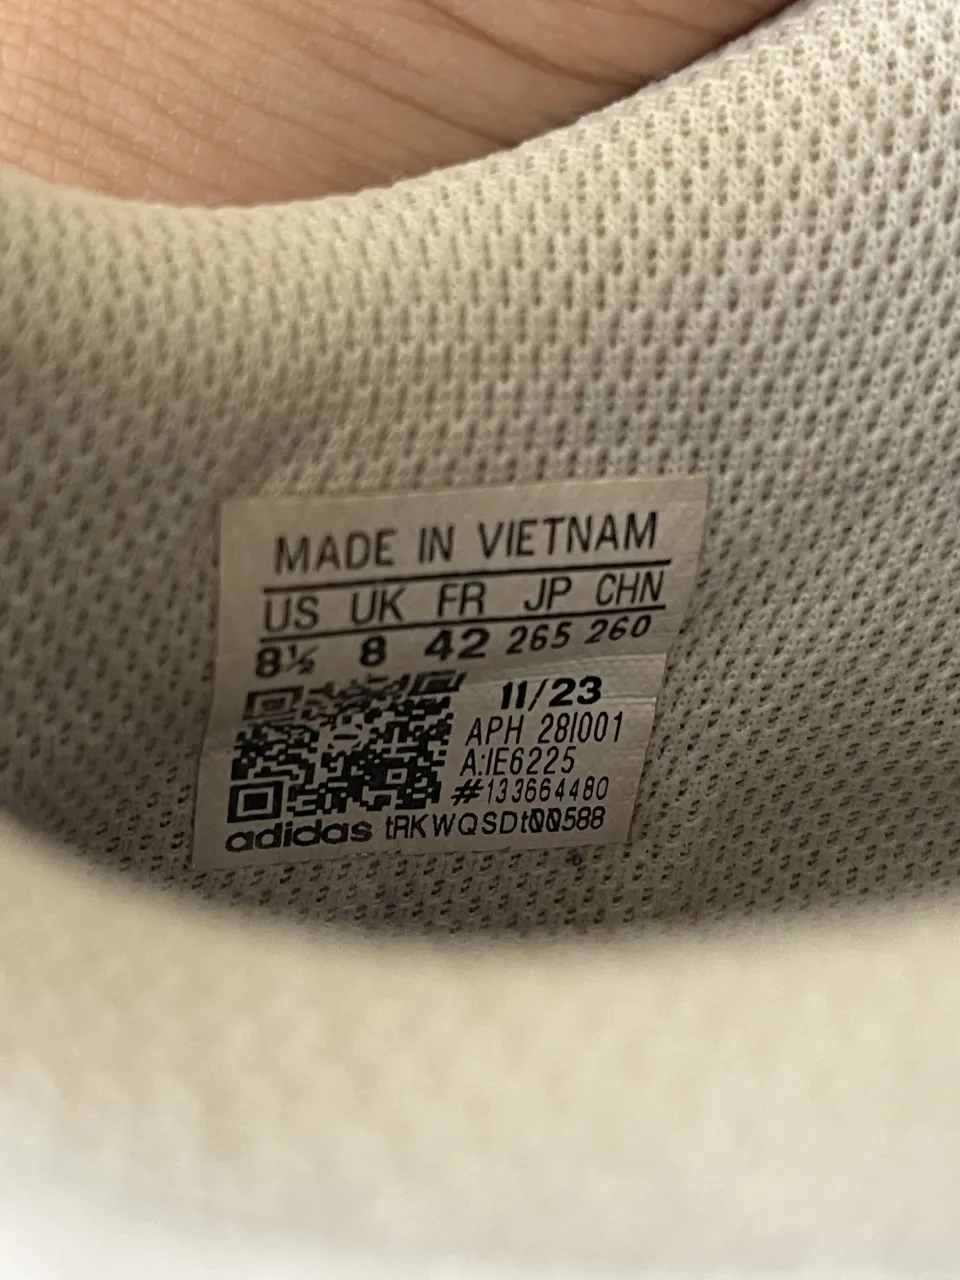 MADE IN VIETNAM
US UK FR JP CHN
8½ 8 42 265 260
11/23
APH 28I001
A:IE6225
#133664480
adidas tRKWQSDt00588